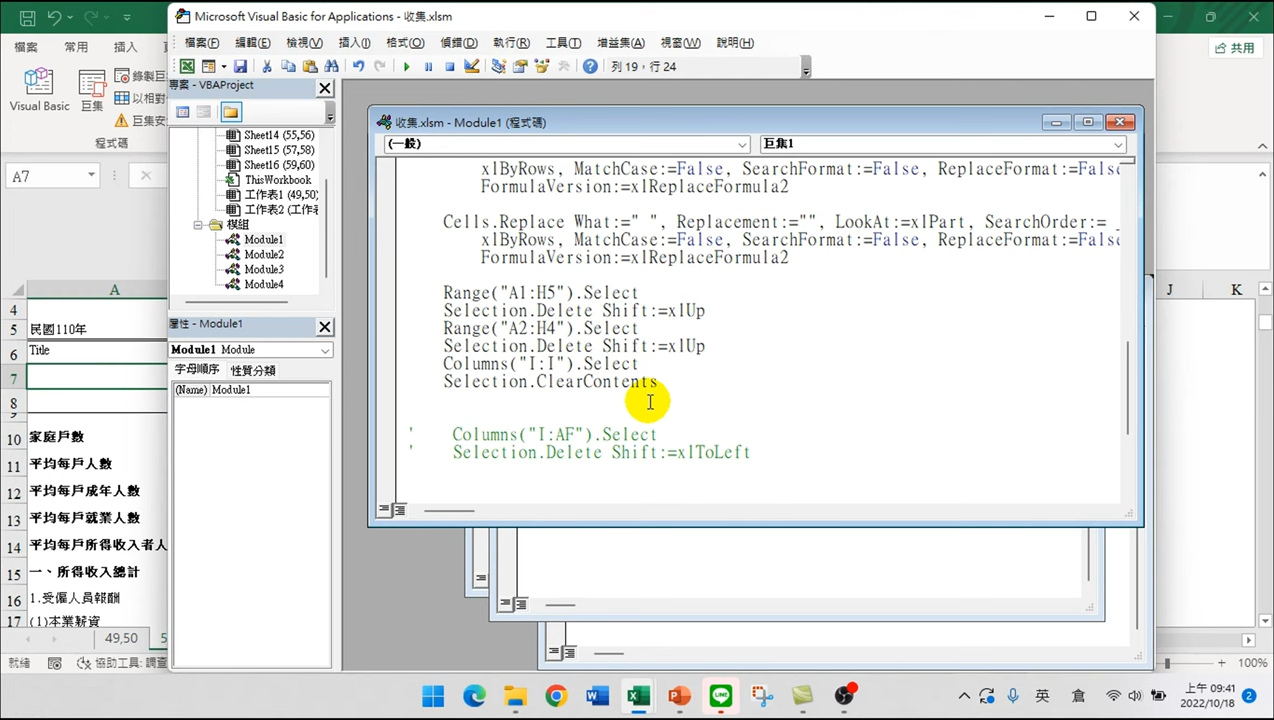 Microsoft Visual Basic for Applications - 收集.xlsm
檔案(F) 編輯(E) 檢視(V) 插入(I) 格式(O) 偵錯(D) 執行(R) 工具(T) 增益集(A) 視窗(W) 說明(H)
檔案 常用 插入
共用
列 19，行 24
專案 - VBAProject
Visual Basic
巨集
錄製巨
以相對
巨集安
程式碼
A7
Sheet14 (55,56)
Sheet15 (57,58)
Sheet16 (59,60)
ThisWorkbook
工作表1 (49,50)
工作表2 (工作表
模組
Module1
Module2
Module3
Module4
屬性 - Module1
Module1 Module
字母順序 性質分類
(Name) Module1
收集.xlsm - Module1 (程式碼)
(一般) 巨集1
xlByRows, MatchCase:=False, SearchFormat:=False, ReplaceFormat:=False
FormulaVersion:=xlReplaceFormula2
Cells.Replace What:=" ", Replacement:="", LookAt:=xlPart, SearchOrder:= _
xlByRows, MatchCase:=False, SearchFormat:=False, ReplaceFormat:=False
FormulaVersion:=xlReplaceFormula2
Range("A1:H5").Select
Selection.Delete Shift:=xlUp
Range("A2:H4").Select
Selection.Delete Shift:=xlUp
Columns("I:I").Select
Selection.ClearContents
' Columns("I:AF").Select
' Selection.Delete Shift:=xlToLeft
A J K
4
5 民國110年
6 Title
7
8
9
10 家庭戶數
11 平均每戶人數
12 平均每戶成年人數
13 平均每戶就業人數
14 平均每戶所得收入者人
15 一、所得收入總計
16 1.受僱人員報酬
17 (1)本業薪資
49,50 5
就緒 協助工具: 調查
100%
英
上午 09:41
2022/10/18
2